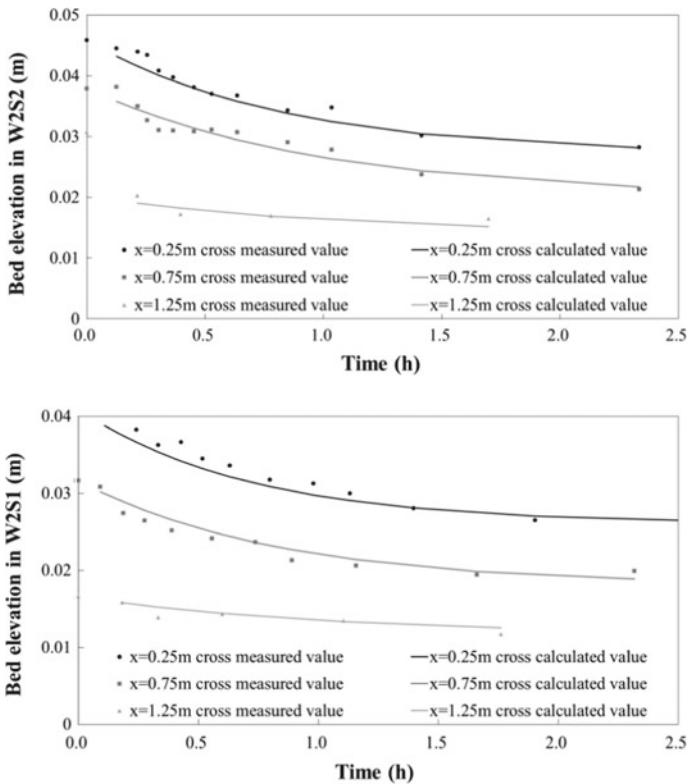 0.05
0.04
0.03
0.02
0.01
0
Bed elevation in W2S2 (m)
x=0.25m cross measured value x=0.25m cross calculated value
x=0.75m cross measured value x=0.75m cross calculated value
x=1.25m cross measured value x=1.25m cross calculated value
0.0 0.5 1.0 1.5 2.0 2.5
Time (h)
0.04
0.03
0.02
0.01
0
Bed elevation in W2S1 (m)
x=0.25m cross measured value x=0.25m cross calculated value
x=0.75m cross measured value x=0.75m cross calculated value
x=1.25m cross measured value x=1.25m cross calculated value
0.0 0.5 1.0 1.5 2.0 2.5
Time (h)